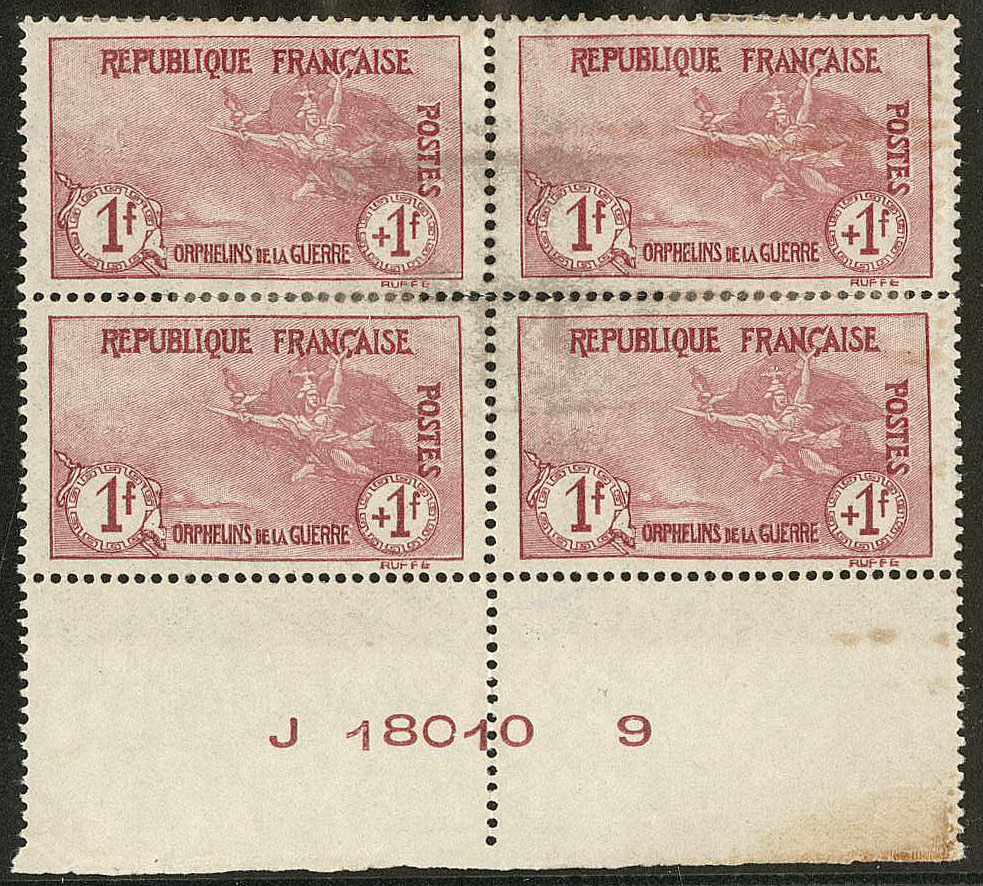 REPUBLIQUE FRANÇAISE
POSTES
1f
ORPHELINS DE LA GUERRE
+1f
RUFFE
REPUBLIQUE FRANÇAISE
POSTES
1f
ORPHELINS DE LA GUERRE
+1f
RUFFE
REPUBLIQUE FRANÇAISE
POSTES
1f
ORPHELINS DE LA GUERRE
+1f
RUFFE
REPUBLIQUE FRANÇAISE
POSTES
1f
ORPHELINS DE LA GUERRE
+1f
RUFFE
J 18010 9